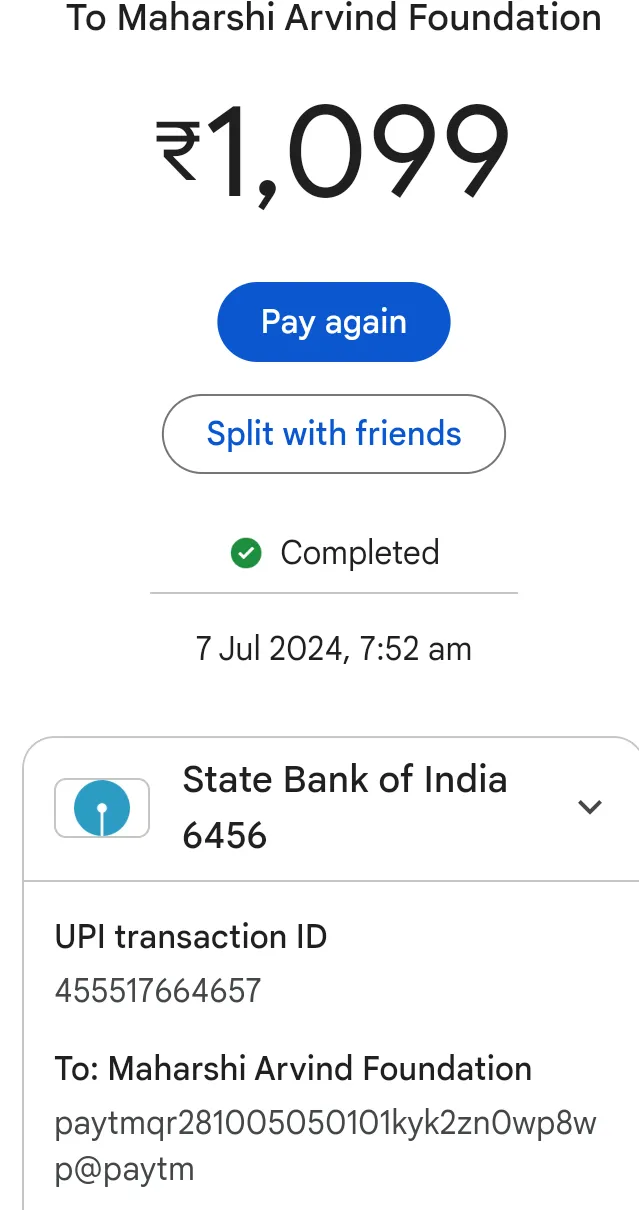 To Maharshi Arvind Foundation
₹1,099
Pay again
Split with friends
Completed
7 Jul 2024, 7:52 am
State Bank of India
6456
UPI transaction ID
455517664657
To: Maharshi Arvind Foundation
paytmqr281005050101kyk2zn0wp8w
p@paytm